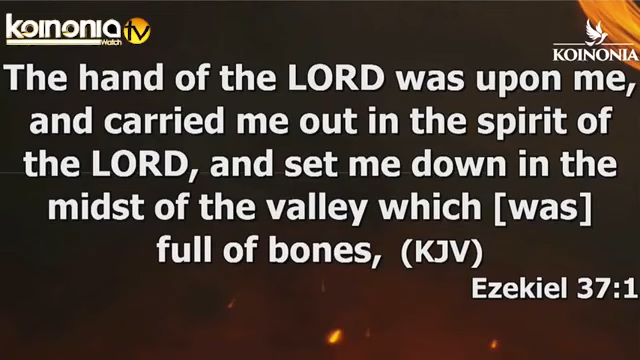 koinonia tv
Watch
KOINONIA
The hand of the LORD was upon me,
and carried me out in the spirit of
the LORD, and set me down in the
midst of the valley which [was]
full of bones, (KJV)
Ezekiel 37:1